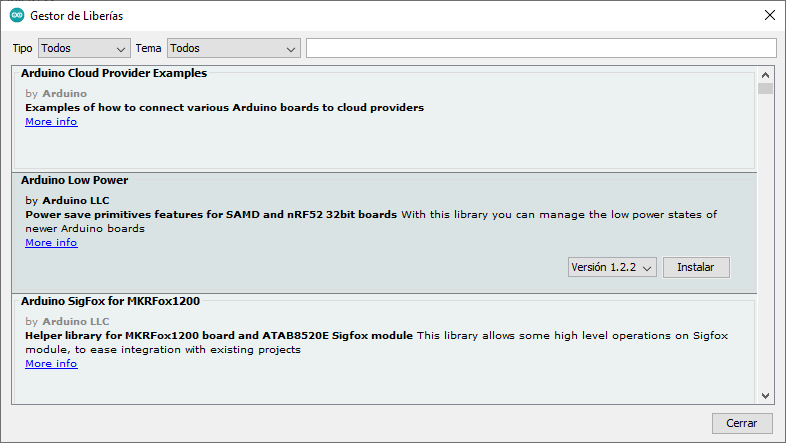 Gestor de Liberías
Tipo Todos Tema Todos
Arduino Cloud Provider Examples
by Arduino
Examples of how to connect various Arduino boards to cloud providers
More info
Arduino Low Power
by Arduino LLC
Power save primitives features for SAMD and nRF52 32bit boards With this library you can manage the low power states of
newer Arduino boards
More info
Versión 1.2.2 Instalar
Arduino SigFox for MKRFox1200
by Arduino LLC
Helper library for MKRFox1200 board and ATAB8520E Sigfox module This library allows some high level operations on Sigfox
module, to ease integration with existing projects
More info
Cerrar